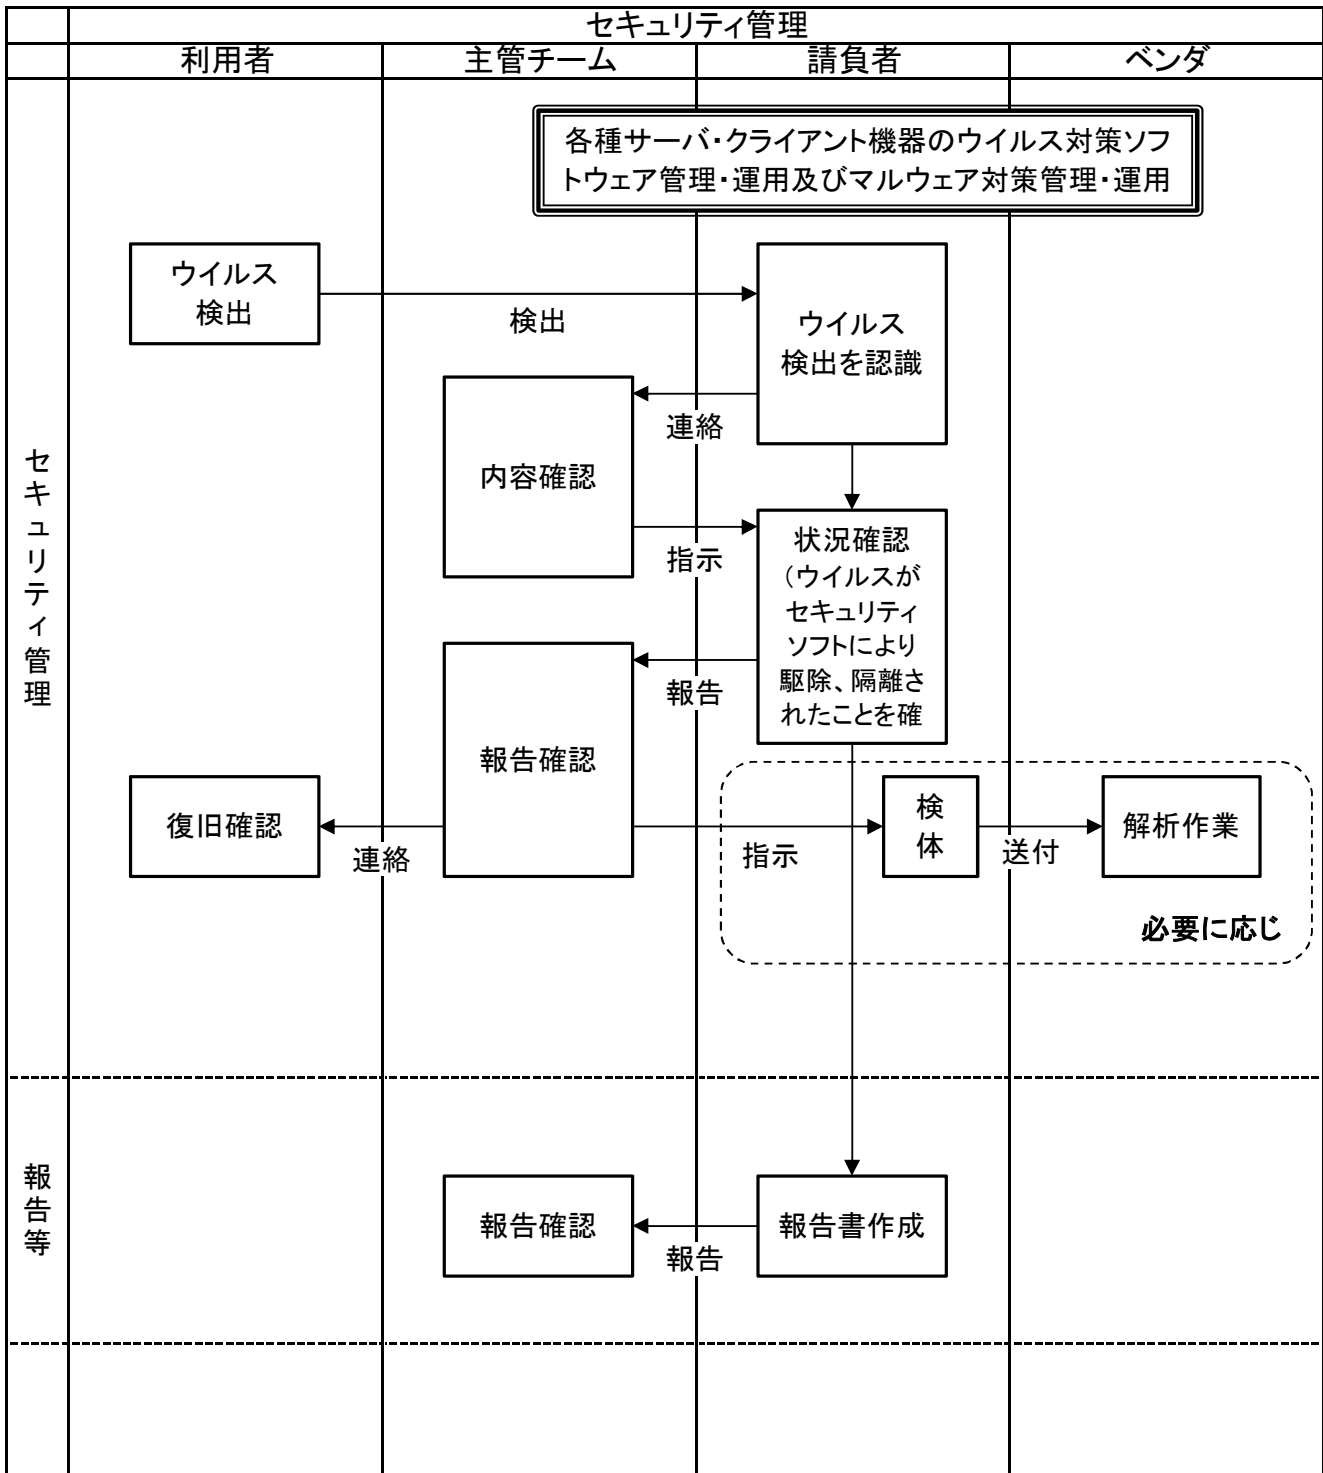 セキュリティ管理
利用者
主管チーム
請負者
ベンダ
各種サーバ・クライアント機器のウイルス対策ソフ
トウェア管理・運用及びマルウェア対策管理・運用
ウイルス
検出
検出
ウイルス
検出を認識
連絡
内容確認
指示
状況確認
(ウイルスが
セキュリティ
ソフトにより
駆除、隔離さ
れたことを確
報告
報告確認
復旧確認
連絡
指示
検
体
送付
解析作業
必要に応じ
セキュリティ管理
報告等
報告確認
報告
報告書作成